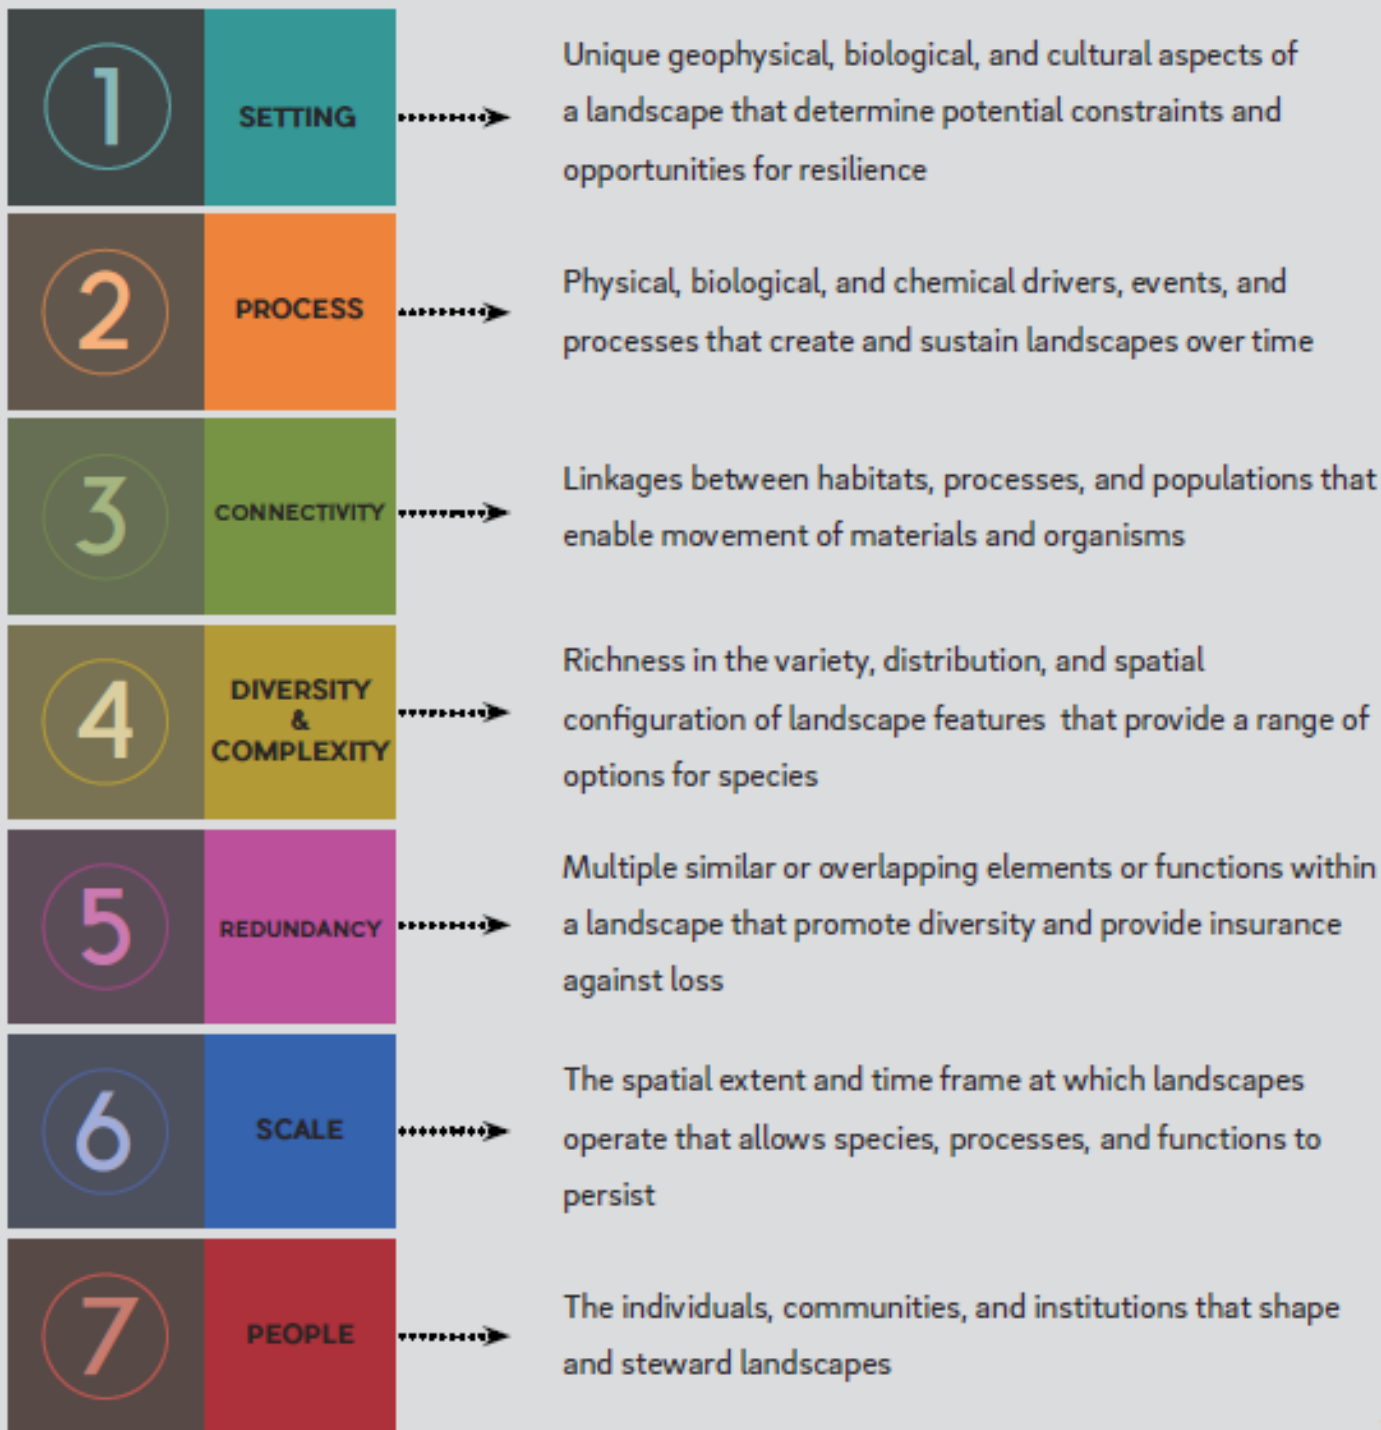 1
SETTING
Unique geophysical, biological, and cultural aspects of
a landscape that determine potential constraints and
opportunities for resilience
2
PROCESS
Physical, biological, and chemical drivers, events, and
processes that create and sustain landscapes over time
3
CONNECTIVITY
Linkages between habitats, processes, and populations that
enable movement of materials and organisms
4
DIVERSITY
&
COMPLEXITY
Richness in the variety, distribution, and spatial
configuration of landscape features that provide a range of
options for species
5
REDUNDANCY
Multiple similar or overlapping elements or functions within
a landscape that promote diversity and provide insurance
against loss
6
SCALE
The spatial extent and time frame at which landscapes
operate that allows species, processes, and functions to
persist
7
PEOPLE
The individuals, communities, and institutions that shape
and steward landscapes